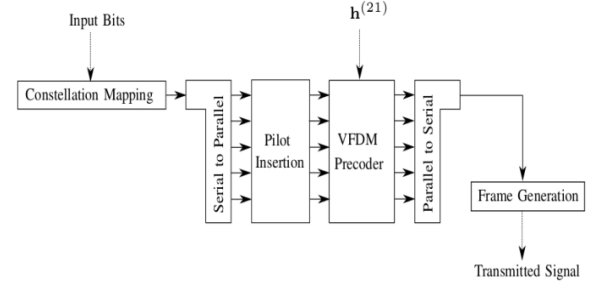 Input Bits
h^(21)
Constellation Mapping
Serial to Parallel
Pilot
Insertion
VFDM
Precoder
Parallel to Serial
Frame Generation
Transmitted Signal